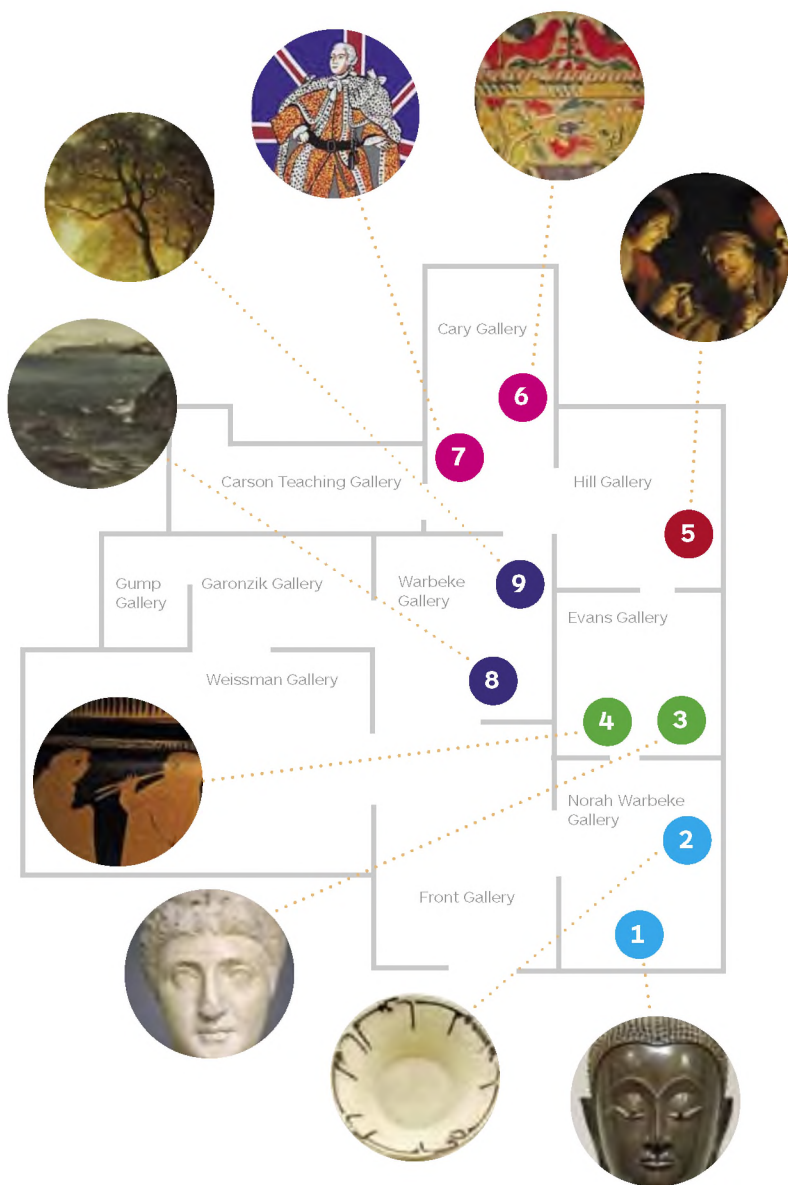 Cary Gallery
6
7
Carson Teaching Gallery
Hill Gallery
5
Gump
Gallery
Garonzik Gallery
Warbeke
Gallery
9
Evans Gallery
Weissman Gallery
8
4
3
Norah Warbeke
Gallery
2
Front Gallery
1